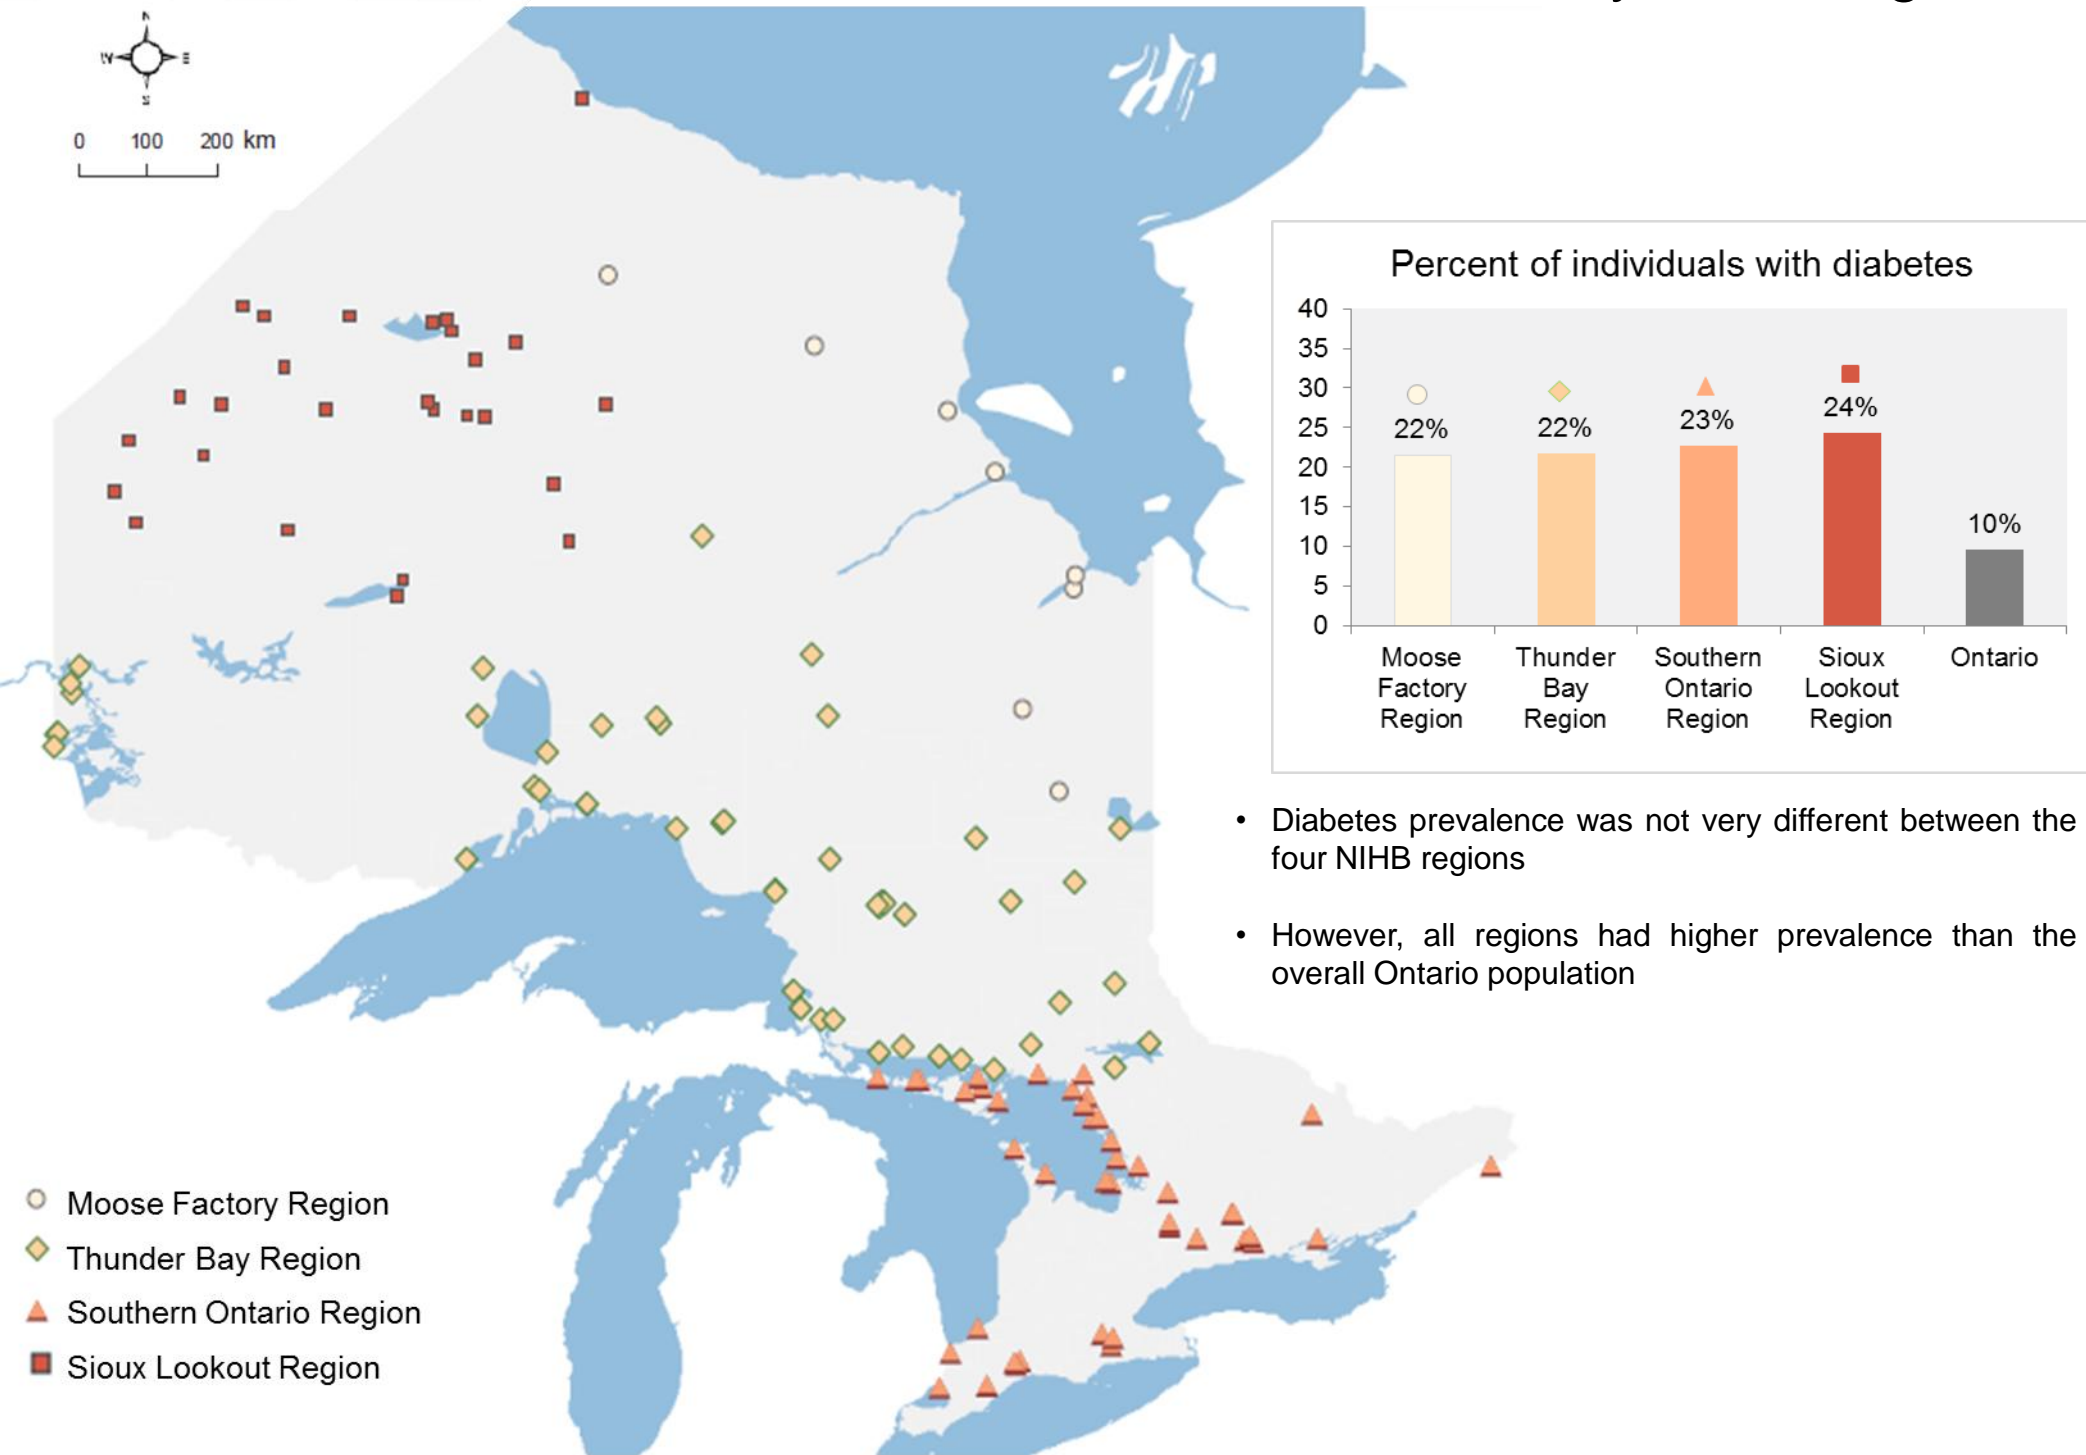 N
W E
S
0 100 200 km
Percent of individuals with diabetes
40
35
30
25
20
15
10
5
0
22%
22%
23%
24%
10%
Moose
Factory
Region
Thunder
Bay
Region
Southern
Ontario
Region
Sioux
Lookout
Region
Ontario
• Diabetes prevalence was not very different between the
four NIHB regions
• However, all regions had higher prevalence than the
overall Ontario population
Moose Factory Region
Thunder Bay Region
Southern Ontario Region
Sioux Lookout Region